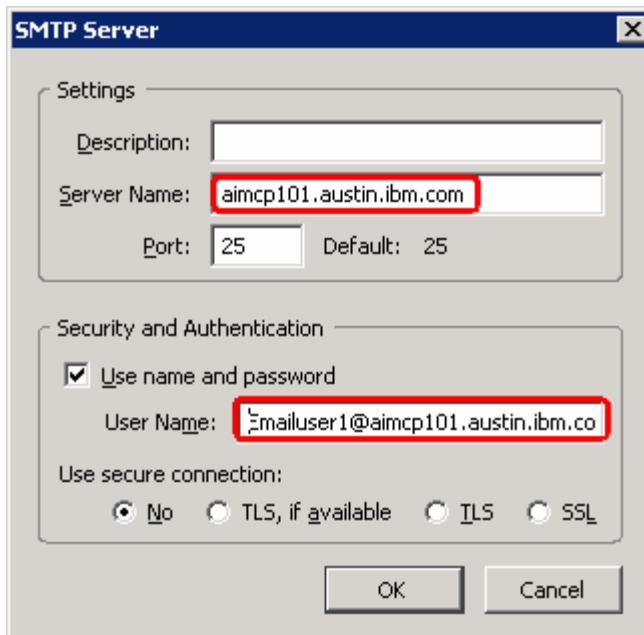 SMTP Server
Settings
Description:
Server Name: aimcp101.austin.ibm.com
Port: 25 Default: 25
Security and Authentication
Use name and password
User Name: Emailuser1@aimcp101.austin.ibm.co
Use secure connection:
No TLS, if available TLS SSL
OK Cancel